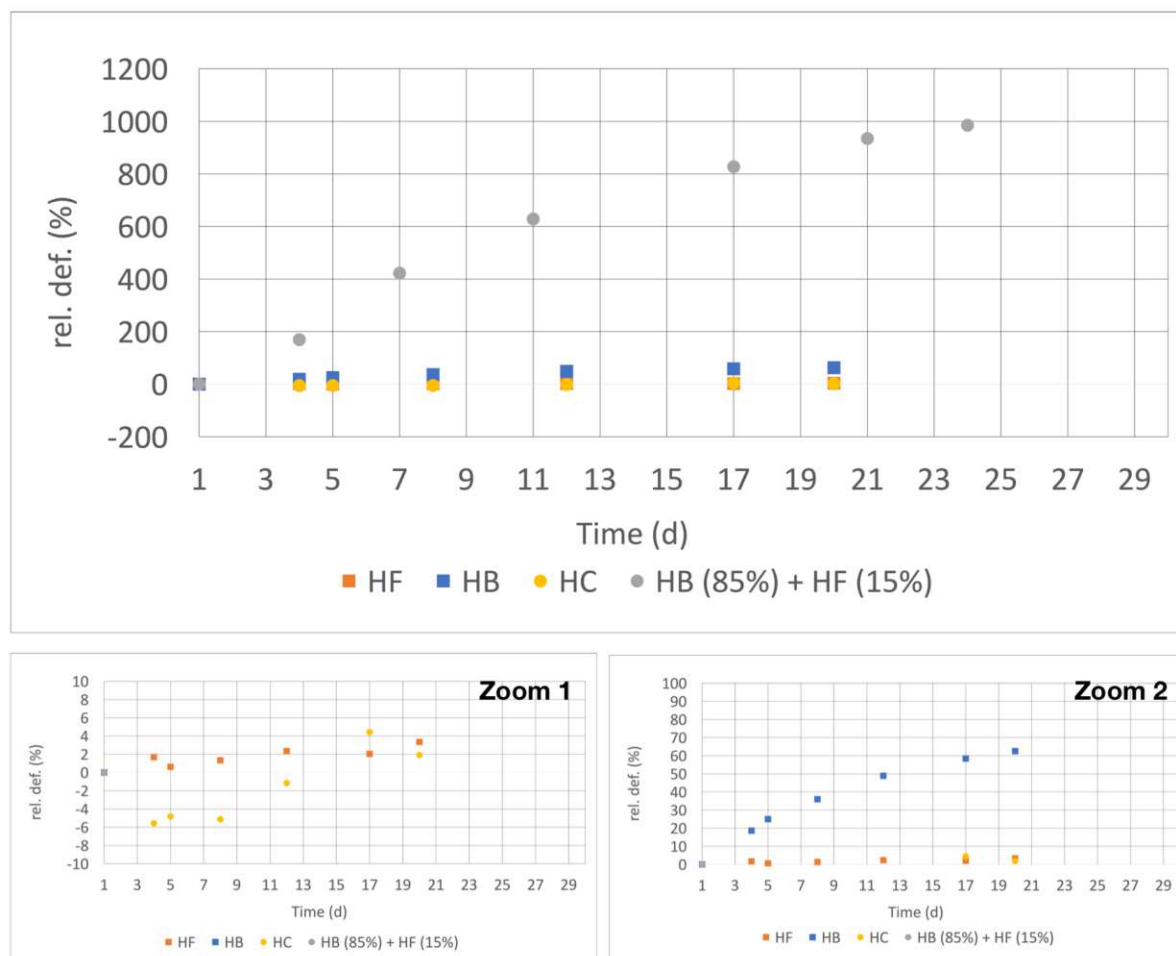 1200
1000
800
600
400
200
0
-200
rel. def. (%)
1 3 5 7 9 11 13 15 17 19 21 23 25 27 29
Time (d)
HF HB HC HB (85%) + HF (15%)
Zoom 1
10
8
6
4
2
0
-2
-4
-6
-8
-10
rel. def. (%)
1 3 5 7 9 11 13 15 17 19 21 23 25 27 29
Time (d)
HF HB HC HB (85%) + HF (15%)
Zoom 2
100
90
80
70
60
50
40
30
20
10
0
rel. def. (%)
1 3 5 7 9 11 13 15 17 19 21 23 25 27 29
Time (d)
HF HB HC HB (85%) + HF (15%)